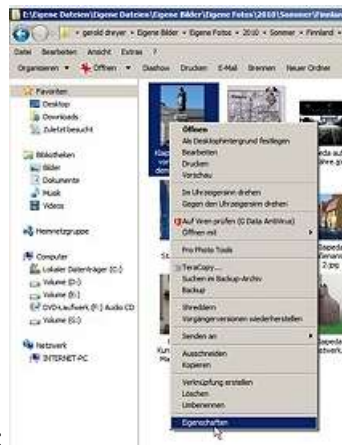 E:\Eigene Dateien\Eigene Dateien\Eigene Bilder\Eigene Fotos\2010\Sommer\Finnland
gerold dreyer
Eigene Bilder
Eigene Fotos
2010
Sommer
Finnland
Datei Bearbeiten Ansicht Extras ?
Organisieren Öffnen Diashow Drucken E-Mail Brennen Neuer Ordner
Favoriten
Desktop
Downloads
Zuletzt besucht
Bibliotheken
Bilder
Dokumente
Musik
Videos
Heimnetzgruppe
Computer
Lokaler Datenträger (C:)
Volume (D:)
Volume (E:)
DVD-Laufwerk (F:) Audio CD
Volume (G:)
Netzwerk
INTERNET-PC
Öffnen
Als Desktophintergrund festlegen
Bearbeiten
Drucken
Vorschau
Im Uhrzeigersinn drehen
Gegen den Uhrzeigersinn drehen
Auf Viren prüfen (G Data AntiVirus)
Öffnen mit
Pro Photo Tools
TeraCopy...
Suchen im Backup-Archiv
Backup
Shreddern
Vorgängerversionen wiederherstellen
Senden an
Ausschneiden
Kopieren
Verknüpfung erstellen
Löschen
Umbenennen
Eigenschaften